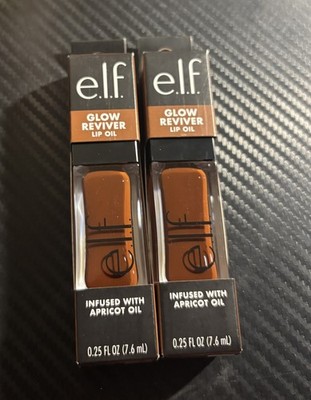 e.l.f.
GLOW
REVIVER
LIP OIL
e.l.f.
INFUSED WITH
APRICOT OIL
0.25 FL OZ (7.6 mL)
e.l.f.
GLOW
REVIVER
LIP OIL
e.l.f.
INFUSED WITH
APRICOT OIL
0.25 FL OZ (7.6 mL)